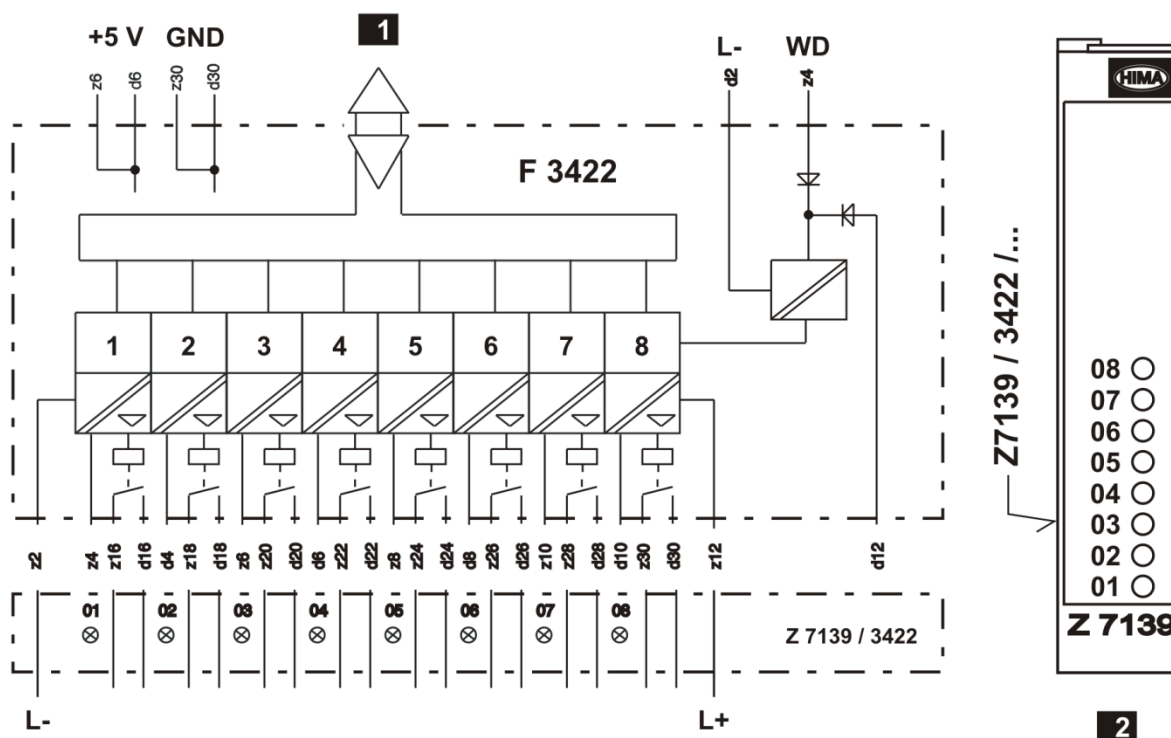 +5 V GND 1 L- WD
z6 d6 z30 d30 d2 z4
HIMA
F 3422
1 2 3 4 5 6 7 8
Z7139 / 3422 /...
08
07
06
05
04
03
02
01
z2 z4 z16 d16 d4 z18 d18 z6 z20 d20 d6 z22 d22 z8 z24 d24 d8 z26 d26 z10 z28 d28 d10 z30 d30 z12 d12
01 02 03 04 05 06 07 08
Z 7139 / 3422
Z 7139
L- L+
2